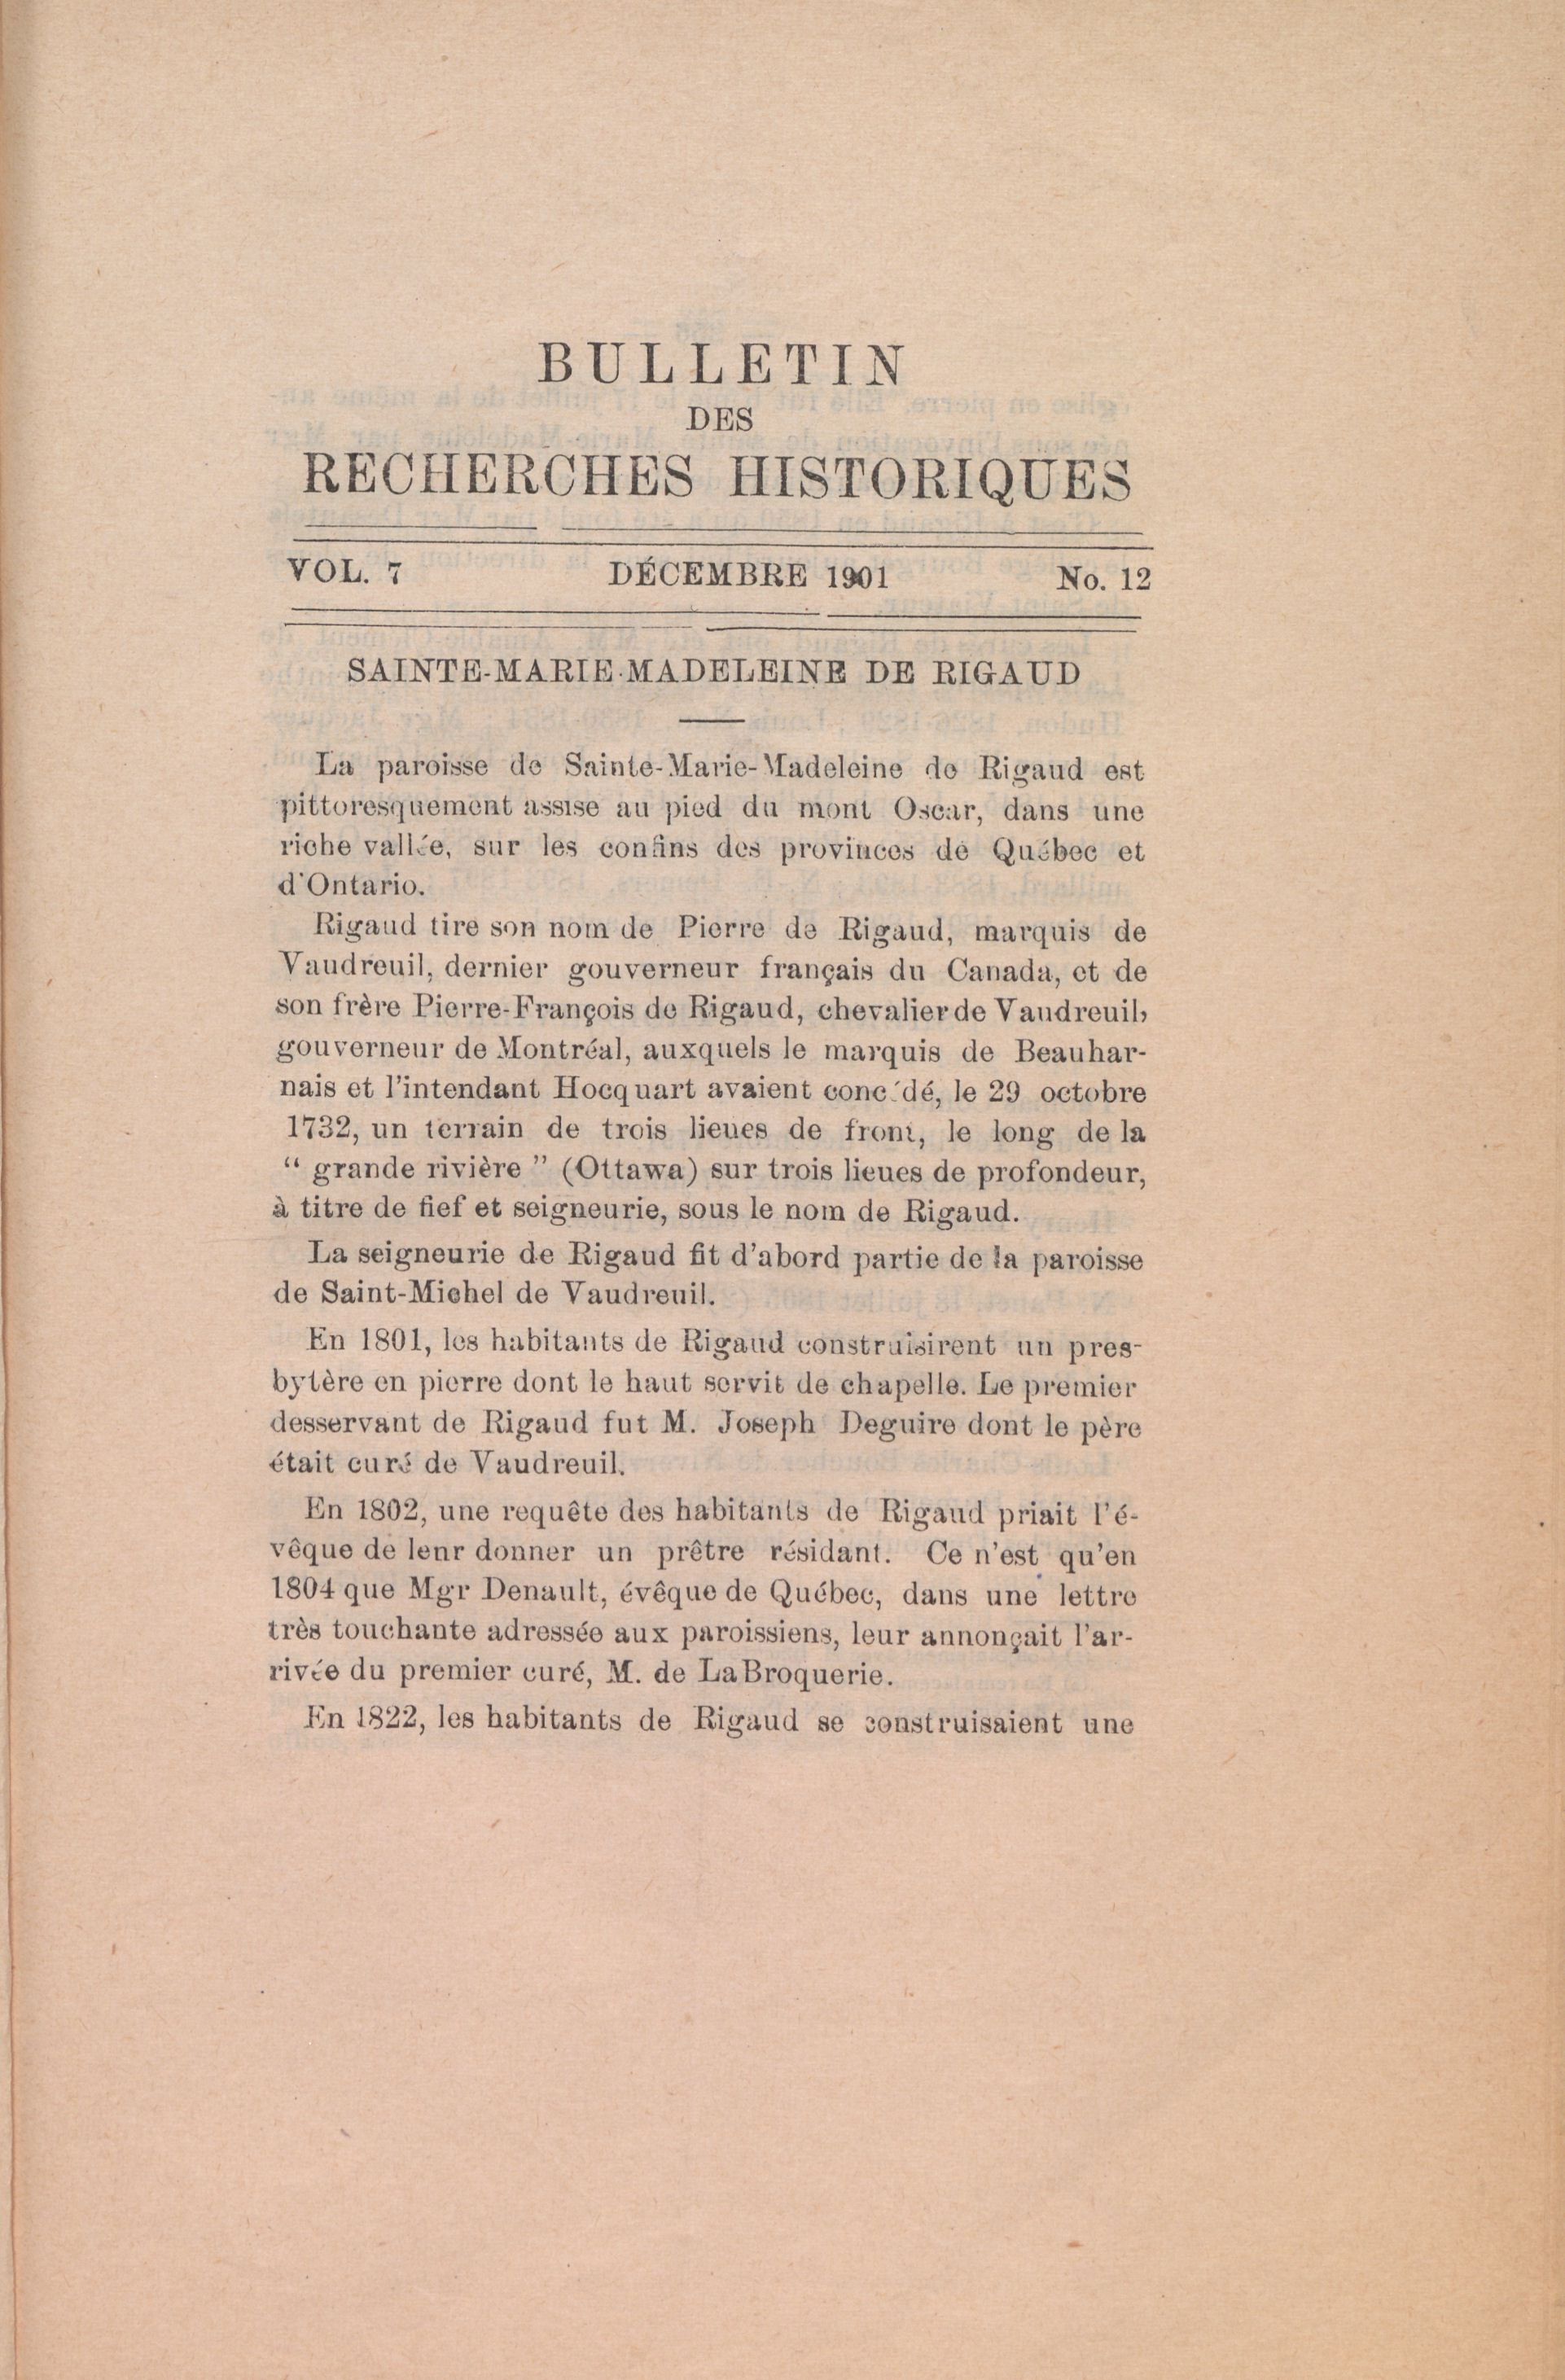 BULLETIN
DES
RECHERCHES HISTORIQUES
VOL. 7 DÉCEMBRE 1901 No. 12
SAINTE-MARIE-MADELEINE DE RIGAUD
La paroisse de Sainte-Marie-Madeleine de Rigaud est
pittoresquement assise au pied du mont Oscar, dans une
riche vallée, sur les confins des provinces de Québec et
d'Ontario.
Rigaud tire son nom de Pierre de Rigaud, marquis de
Vaudreuil, dernier gouverneur français du Canada, et de
son frère Pierre-François de Rigaud, chevalier de Vaudreuil,
gouverneur de Montréal, auxquels le marquis de Beauhar-
nais et l'intendant Hocquart avaient concédé, le 29 octobre
1732, un terrain de trois lieues de front, le long de la
“ grande rivière ” (Ottawa) sur trois lieues de profondeur,
à titre de fief et seigneurie, sous le nom de Rigaud.
La seigneurie de Rigaud fit d'abord partie de la paroisse
de Saint-Michel de Vaudreuil.
En 1801, les habitants de Rigaud construisirent un pres-
bytère en pierre dont le haut servit de chapelle. Le premier
desservant de Rigaud fut M. Joseph Deguire dont le père
était curé de Vaudreuil.
En 1802, une requête des habitants de Rigaud priait l'é-
vêque de lenr donner un prêtre résidant. Ce n'est qu'en
1804 que Mgr Denault, évêque de Québec, dans une lettre
très touchante adressée aux paroissiens, leur annonçait l'ar-
rivée du premier curé, M. de LaBroquerie.
En 1822, les habitants de Rigaud se construisaient une